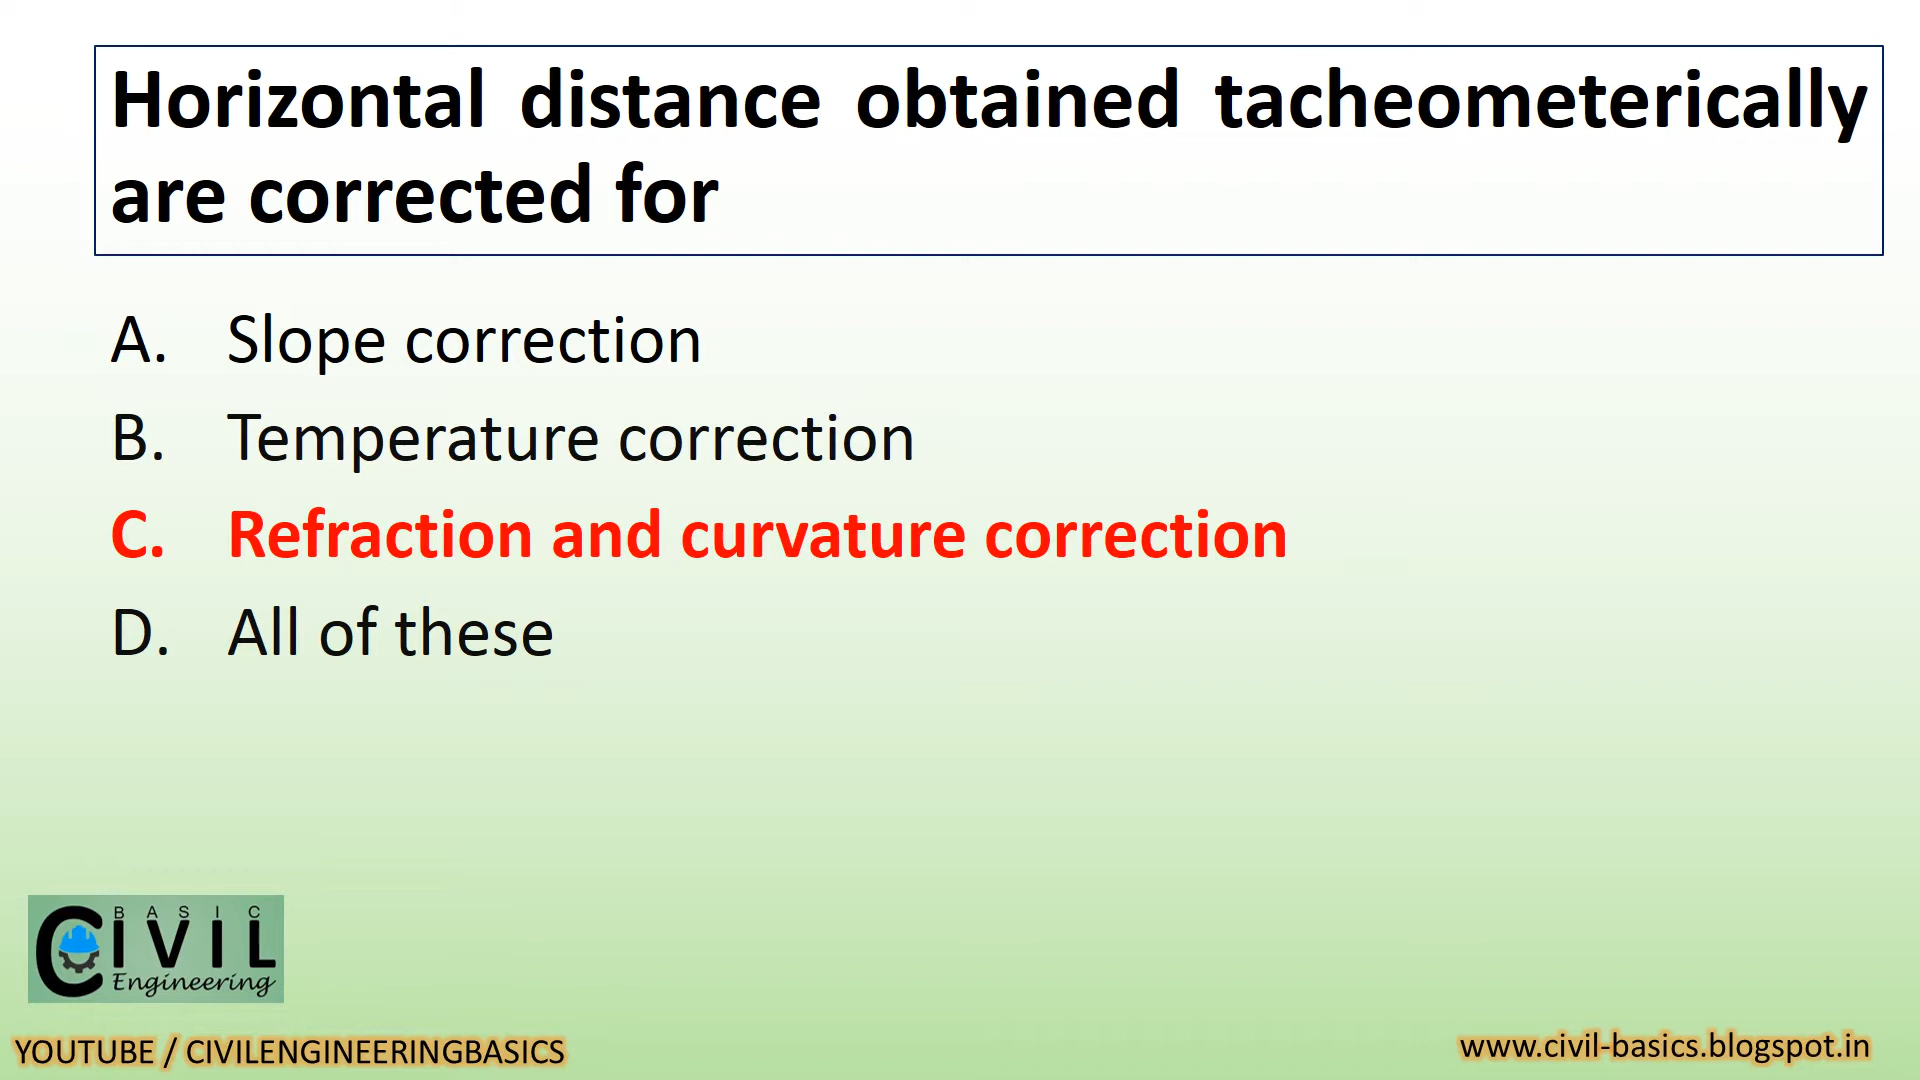 Horizontal distance obtained tacheometerically
are corrected for
A. Slope correction
B. Temperature correction
C. Refraction and curvature correction
D. All of these
BASIC
CIVIL
Engineering
YOUTUBE / CIVILENGINEERINGBASICS
www.civil-basics.blogspot.in